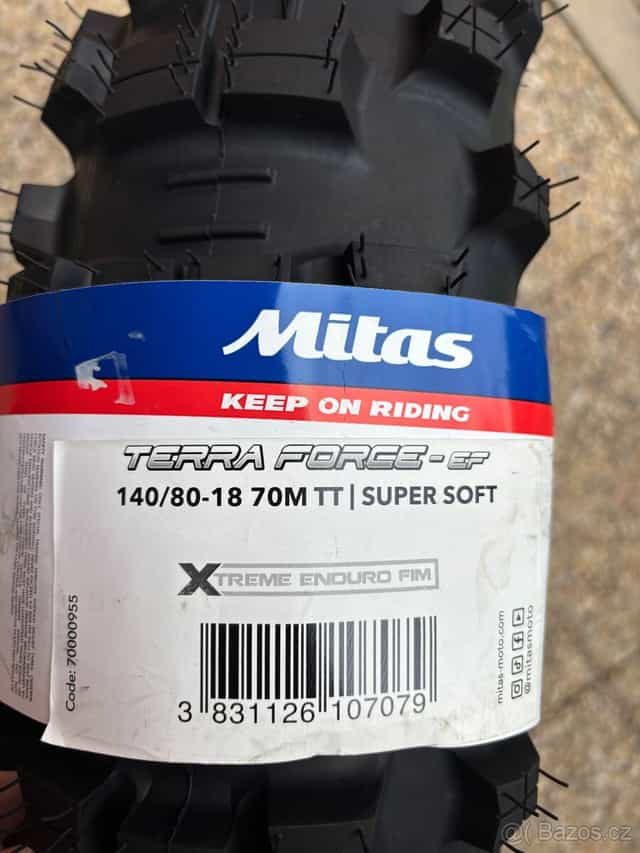 Mitas
KEEP ON RIDING
TERRA FORCE - EF
140/80-18 70M TT | SUPER SOFT
XTREME ENDURO FIM
Code: 70000955
3 831126 107079
mitas-moto.com
@mitasmoto
@ Bazoš.cz